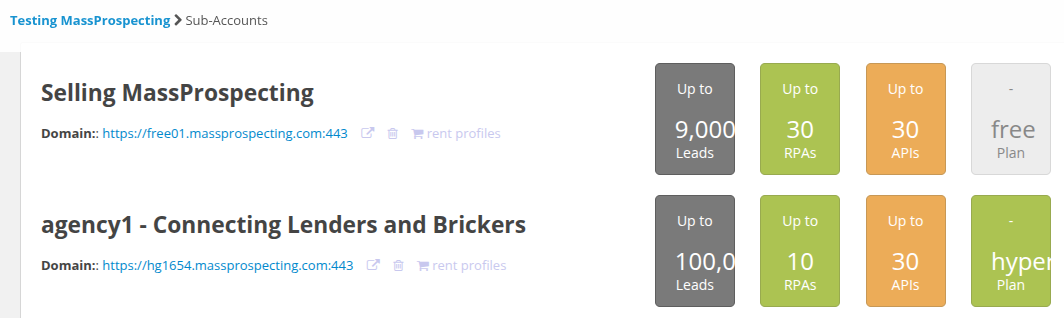 Testing MassProspecting > Sub-Accounts
Selling MassProspecting
Domain:: https://free01.massprospecting.com:443 rent profiles
Up to
9,000
Leads
Up to
30
RPAs
Up to
30
APIs
-
free
Plan
agency1 - Connecting Lenders and Brickers
Domain:: https://hg1654.massprospecting.com:443 rent profiles
Up to
100,0
Leads
Up to
10
RPAs
Up to
30
APIs
-
hyper
Plan